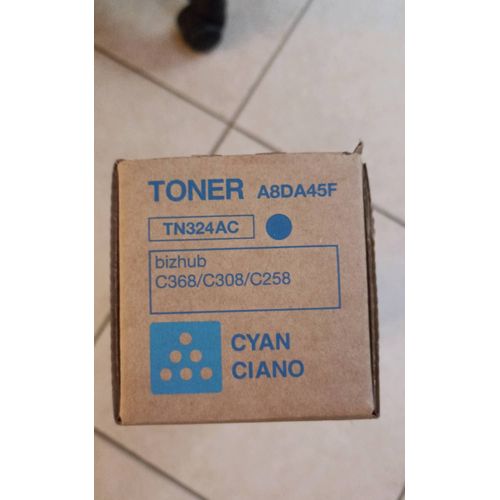 TONER A8DA45F
TN324AC
bizhub
C368/C308/C258
CYAN
CIANO